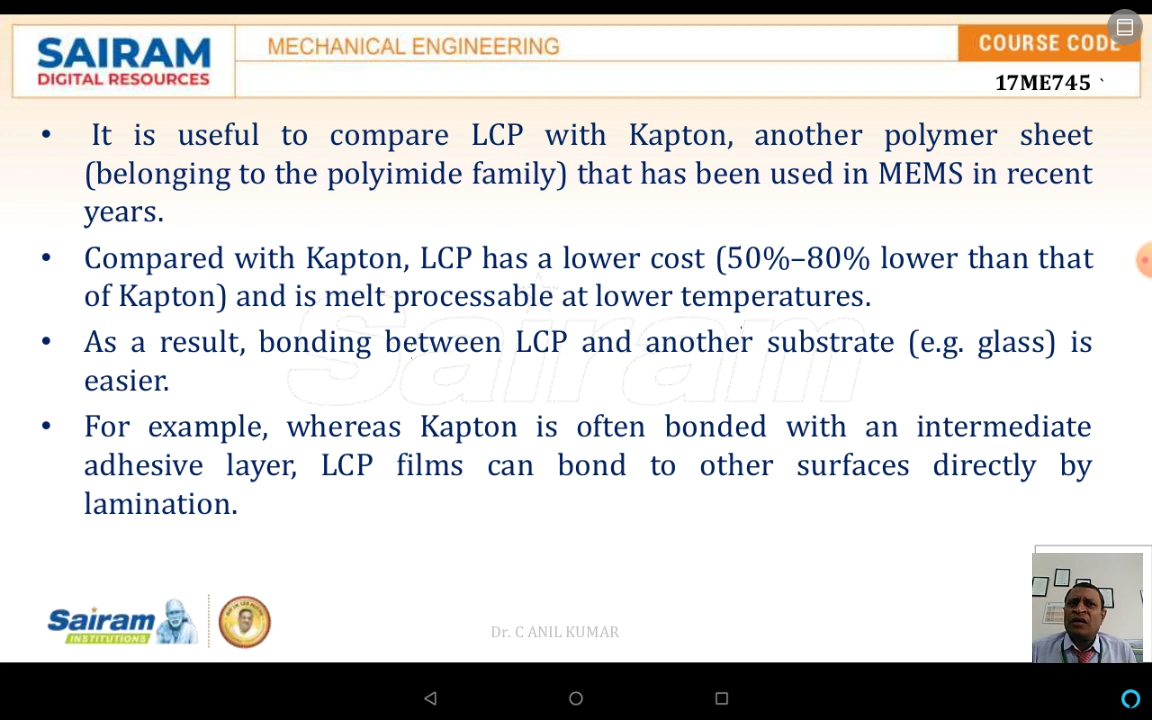 SAIRAM
DIGITAL RESOURCES
MECHANICAL ENGINEERING
COURSE CODE
17ME745 `
• It is useful to compare LCP with Kapton, another polymer sheet
(belonging to the polyimide family) that has been used in MEMS in recent
years.
• Compared with Kapton, LCP has a lower cost (50%–80% lower than that
of Kapton) and is melt processable at lower temperatures.
• As a result, bonding between LCP and another substrate (e.g. glass) is
easier.
• For example, whereas Kapton is often bonded with an intermediate
adhesive layer, LCP films can bond to other surfaces directly by
lamination.
Sairam
Sairam
INSTITUTIONS
Dr. C ANIL KUMAR